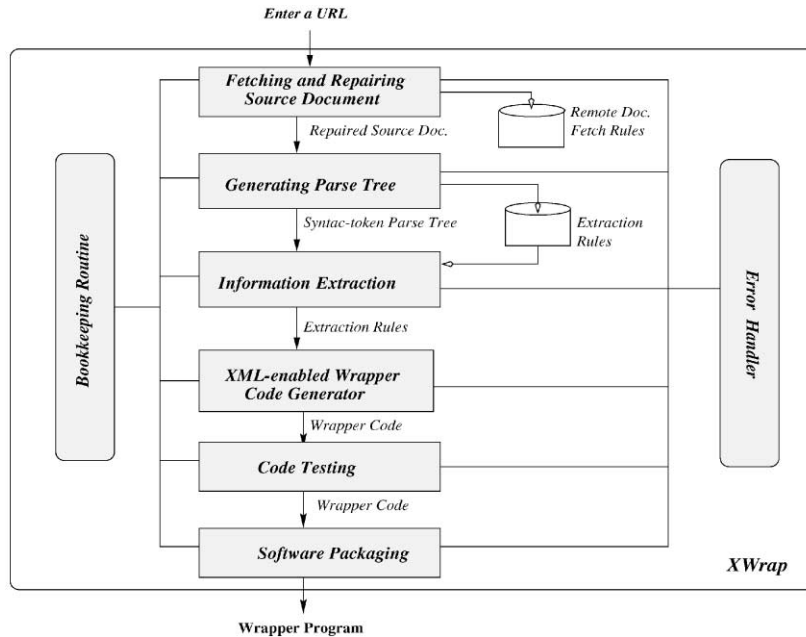 Enter a URL
Fetching and Repairing
Source Document
Remote Doc.
Fetch Rules
Repaired Source Doc.
Generating Parse Tree
Syntac-token Parse Tree
Extraction
Rules
Information Extraction
Bookkeeping Routine
Error Handler
Extraction Rules
XML-enabled Wrapper
Code Generator
Wrapper Code
Code Testing
Wrapper Code
Software Packaging
XWrap
Wrapper Program